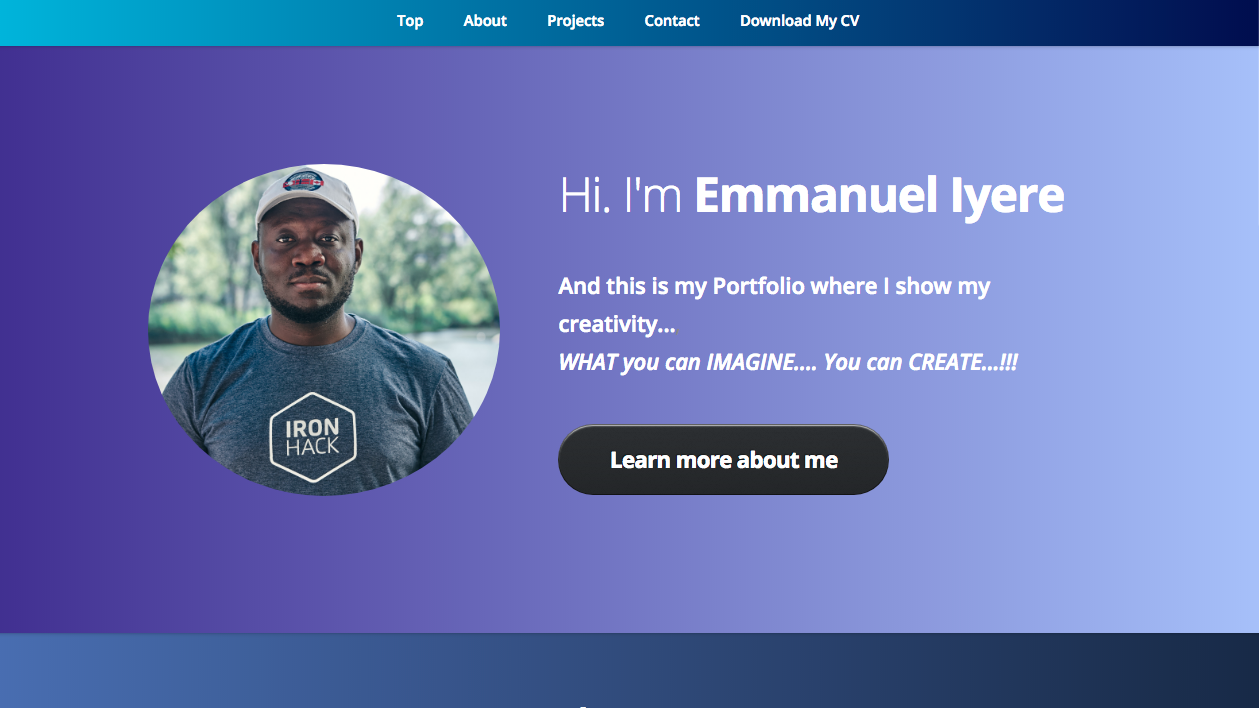 Top About Projects Contact Download My CV
Hi. I'm Emmanuel Iyere
And this is my Portfolio where I show my
creativity...
WHAT you can IMAGINE.... You can CREATE...!!!
Learn more about me
IRON
HACK